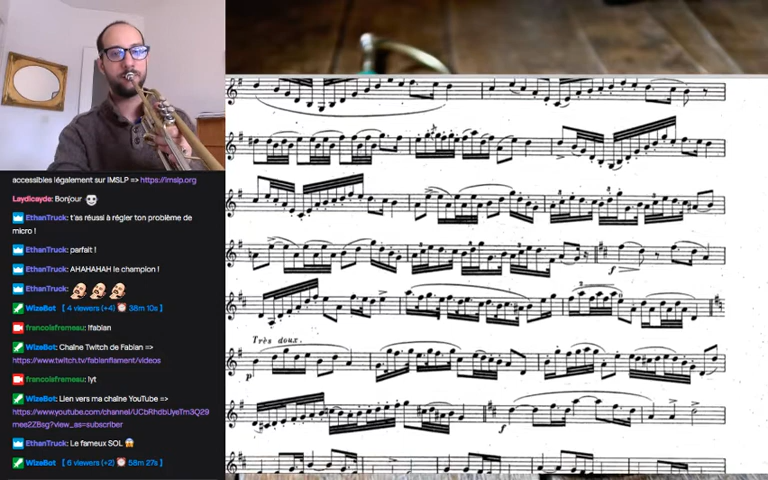 accessibles légalement sur IMSLP => https://imslp.org
Laydicayde: Bonjour
EthanTruck: t'as réussi à régler ton problème de
micro !
EthanTruck: parfait !
EthanTruck: AHAHAHAH le champion !
EthanTruck:
WizeBot [ 4 viewers (+4) 38m 10s ]
francoisfremeau: !fabian
WizeBot: Chaîne Twitch de Fabian =>
https://www.twitch.tv/fabianflament/videos
francoisfremeau: !yt
WizeBot: Lien vers ma chaîne YouTube =>
https://www.youtube.com/channel/UCbRhdbUyeTm3Q29
mee2ZBsg?view_as=subscriber
EthanTruck: Le fameux SOL
WizeBot [ 6 viewers (+2) 58m 27s ]
f
Très doux.
p
f